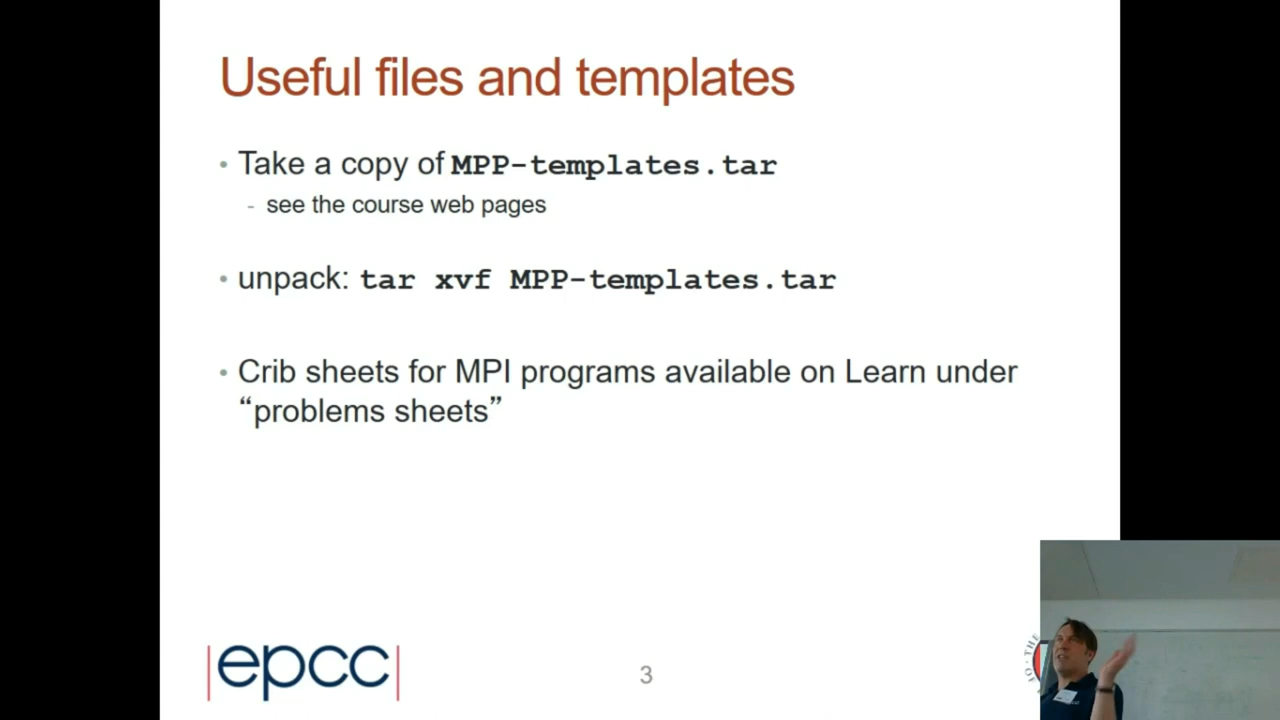 Useful files and templates
• Take a copy of MPP-templates.tar
- see the course web pages
• unpack: tar xvf MPP-templates.tar
• Crib sheets for MPI programs available on Learn under
“problems sheets”
|epcc|
3
THE